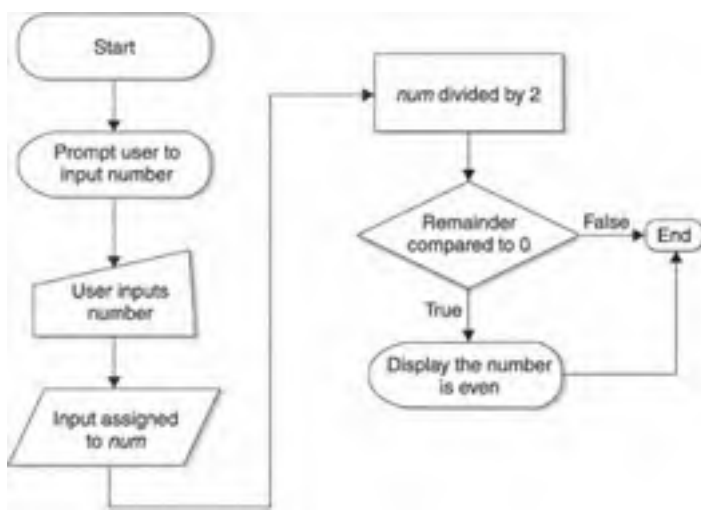 Start
Prompt user to
input number
User inputs
number
Input assigned
to num
num divided by 2
Remainder
compared to 0
False
End
True
Display the number
is even